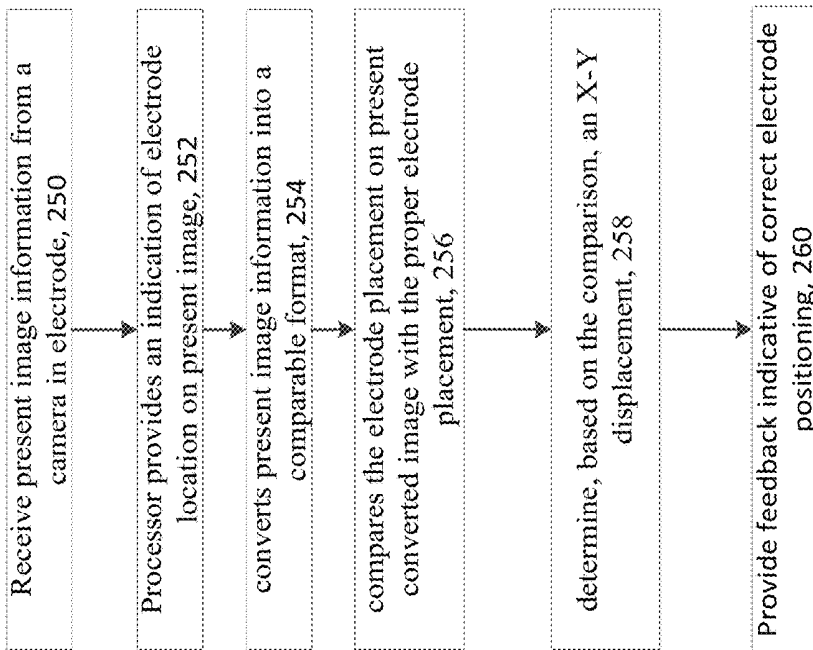 Receive present image information from a
camera in electrode, 250
Processor provides an indication of electrode
location on present image, 252
converts present image information into a
comparable format, 254
compares the electrode placement on present
converted image with the proper electrode
placement, 256
determine, based on the comparison, an X-Y
displacement, 258
Provide feedback indicative of correct electrode
positioning, 260